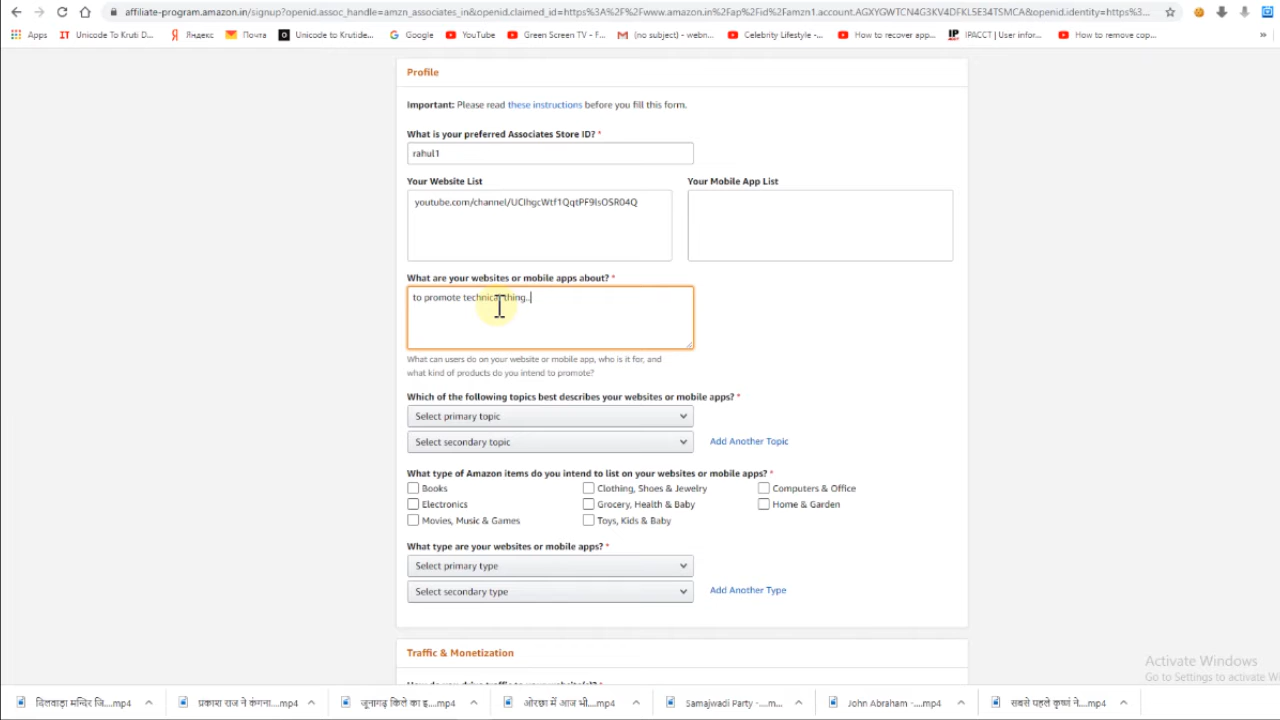 affiliate-program.amazon.in/signup?openid.assoc_handle=amzn_associates_in&openid.claimed_id=https%3A%2F%2Fwww.amazon.in%2Fap%2Fid%2Famzn1.account.AGXYGWTCN4G3KV4DFKL5E34TSMCA&openid.identity=https%3...
Apps Unicode To Kruti D... Яндекс Почта Unicode to Krutide... Google YouTube Green Screen TV - F... (no subject) - webn... Celebrity Lifestyle -... How to recover app... IPACCT | User infor... How to remove cop... »
Profile
Important: Please read these instructions before you fill this form.
What is your preferred Associates Store ID? *
rahul1
Your Website List Your Mobile App List
youtube.com/channel/UCIhgcWtf1QqtPF9lsOSR04Q
What are your websites or mobile apps about? *
to promote technical thing..
What can users do on your website or mobile app, who is it for, and
what kind of products do you intend to promote?
Which of the following topics best describes your websites or mobile apps? *
Select primary topic
Select secondary topic Add Another Topic
What type of Amazon items do you intend to list on your websites or mobile apps? *
Books Clothing, Shoes & Jewelry Computers & Office
Electronics Grocery, Health & Baby Home & Garden
Movies, Music & Games Toys, Kids & Baby
What type are your websites or mobile apps? *
Select primary type
Select secondary type Add Another Type
Traffic & Monetization
How do you drive traffic to your website(s)? *
Activate Windows
Go to Settings to activate Wi
दिलवाड़ा मन्दिर जि....mp4 प्रकाश राज ने कंगना....mp4 जूनागढ़ किले का इ....mp4 ओरछा में आज भी....mp4 Samajwadi Party -....m... John Abraham -....mp4 सबसे पहले कृष्णा ने....mp4